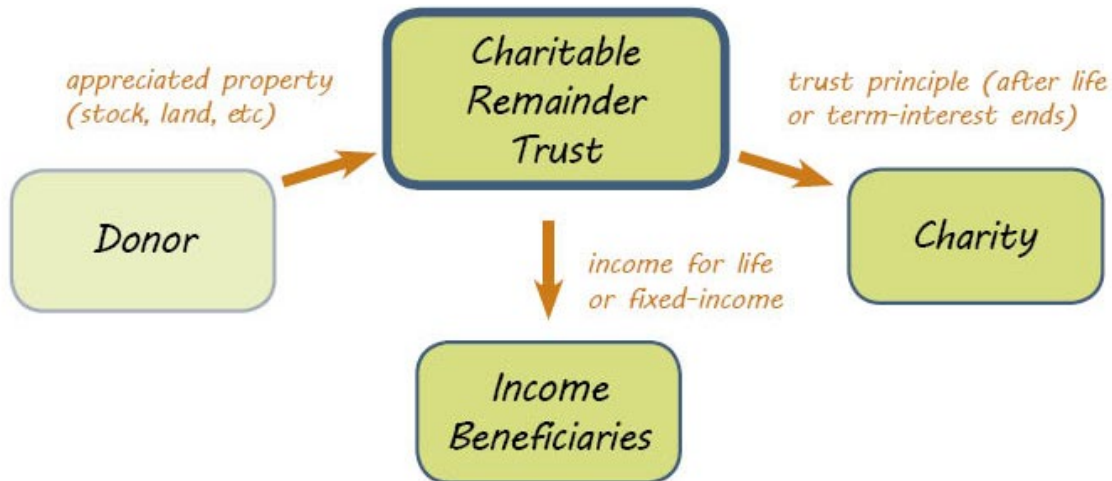 appreciated property
(stock, land, etc)
Donor
Charitable
Remainder
Trust
trust principle (after life
or term-interest ends)
Charity
income for life
or fixed-income
Income
Beneficiaries